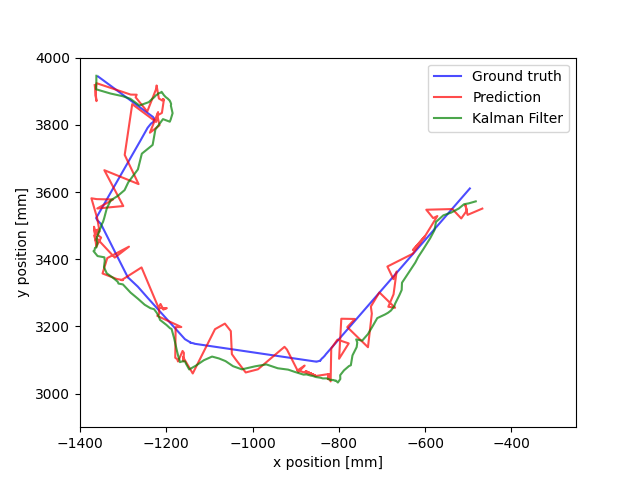 4000
3800
3600
3400
3200
3000
−1400
−1200
−1000
−800
−600
−400
x position [mm]
y position [mm]
Ground truth
Prediction
Kalman Filter